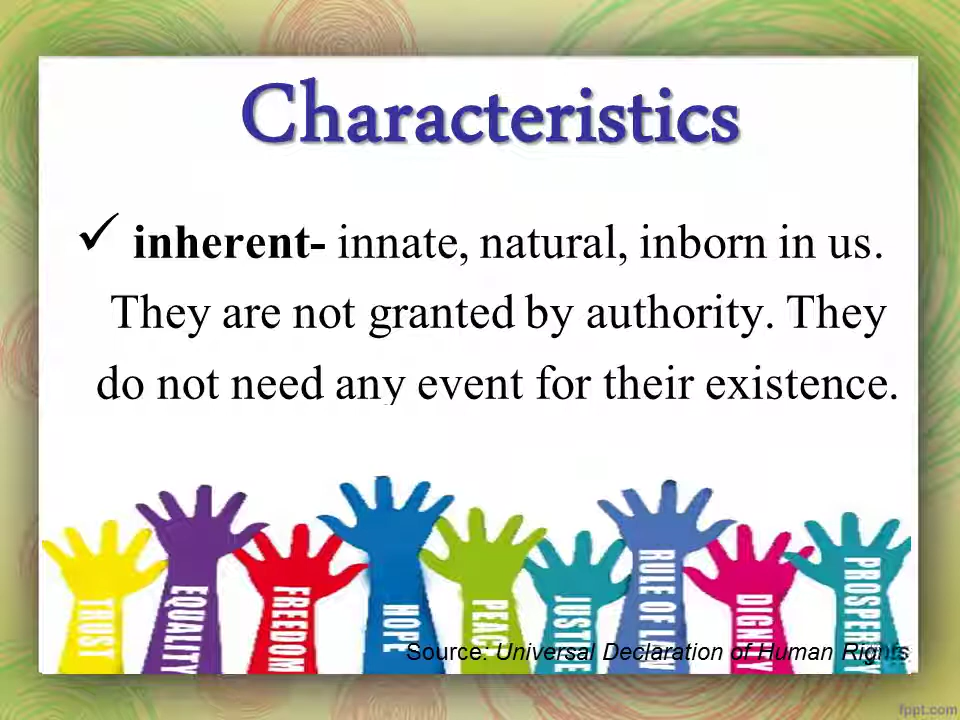 Characteristics
✓ inherent- innate, natural, inborn in us.
They are not granted by authority. They
do not need any event for their existence.
TRUST
EQUALITY
FREEDOM
HOPE
PEACE
JUSTICE
RULE OF LAW
DIGNITY
PROSPERITY
Source: Universal Declaration of Human Rights
fppt.com